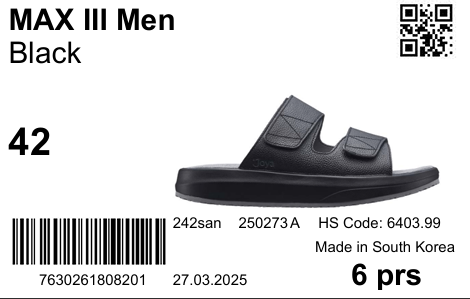 MAX III Men
Black
42
242san 250273A HS Code: 6403.99
Made in South Korea
7630261808201 27.03.2025 6 prs